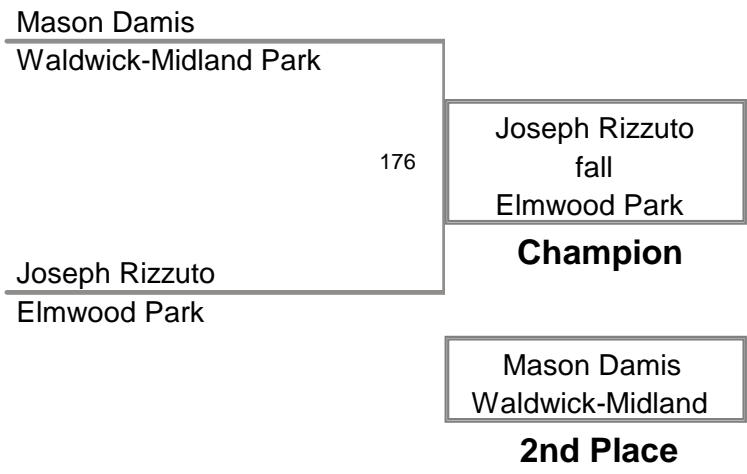 Mason Damis
Waldwick-Midland Park
Joseph Rizzuto
fall
Elmwood Park
176
Champion
Joseph Rizzuto
Elmwood Park
Mason Damis
Waldwick-Midland
2nd Place